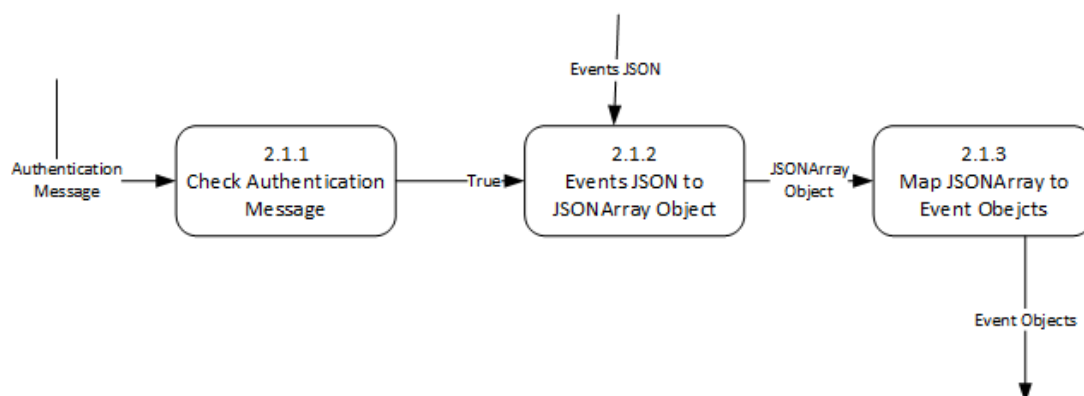 Events JSON
Authentication
Message
2.1.1
Check Authentication
Message
True
2.1.2
Events JSON to
JSONArray Object
JSONArray
Object
2.1.3
Map JSONArray to
Event Obejcts
Event Objects